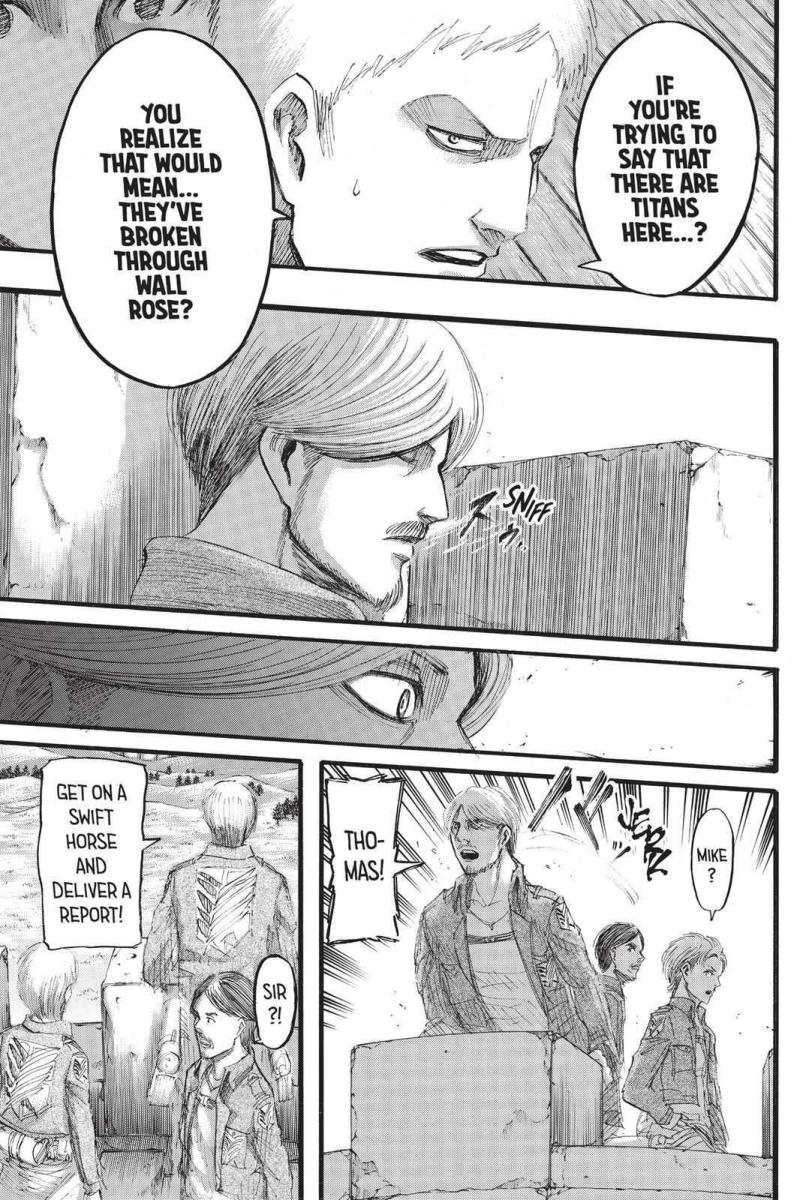 IF
YOU'RE
TRYING TO
SAY THAT
THERE ARE
TITANS
HERE...?
YOU
REALIZE
THAT WOULD
MEAN...
THEY'VE
BROKEN
THROUGH
WALL
ROSE?
SNIFF
MIKE
?
JERK
THO-
MAS!
GET ON A
SWIFT
HORSE
AND
DELIVER A
REPORT!
SIR
?!